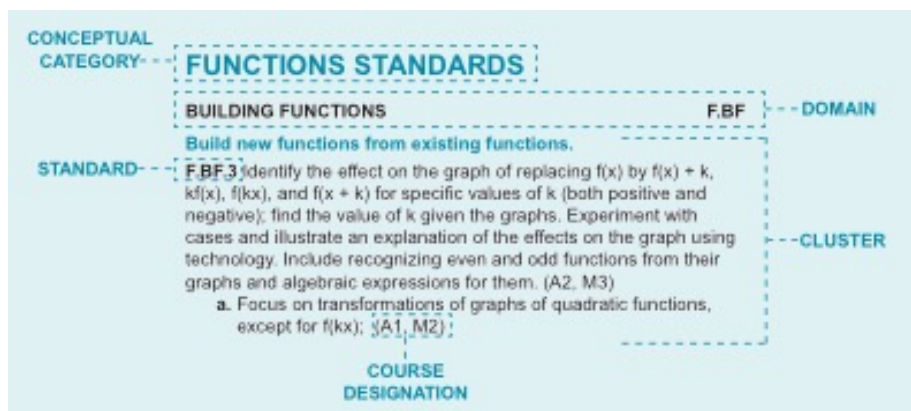 CONCEPTUAL
CATEGORY
FUNCTIONS STANDARDS
BUILDING FUNCTIONS F.BF
DOMAIN
Build new functions from existing functions.
STANDARD
F.BF.3 Identify the effect on the graph of replacing f(x) by f(x) + k,
kf(x), f(kx), and f(x + k) for specific values of k (both positive and
negative); find the value of k given the graphs. Experiment with
cases and illustrate an explanation of the effects on the graph using
technology. Include recognizing even and odd functions from their
graphs and algebraic expressions for them. (A2, M3)
a. Focus on transformations of graphs of quadratic functions,
except for f(kx); (A1, M2)
CLUSTER
COURSE
DESIGNATION